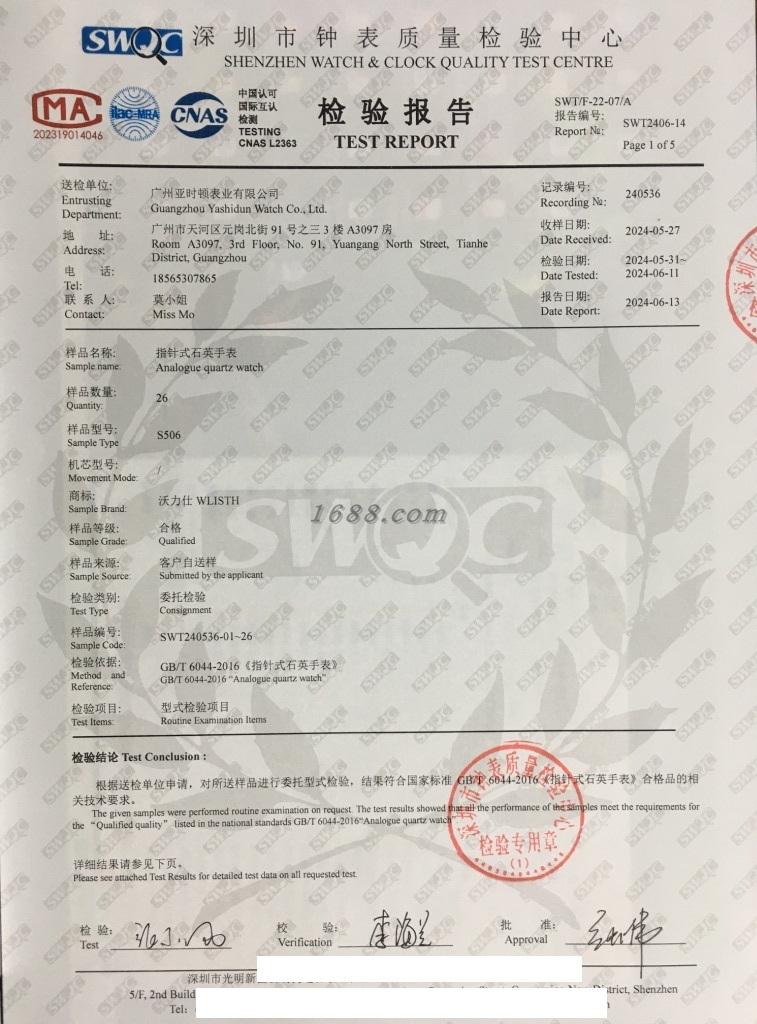 SWQC 深圳市钟表质量检验中心
SHENZHEN WATCH & CLOCK QUALITY TEST CENTRE
MA
202319014046
ilac-MRA
CNAS
中国认可
国际互认
检测
TESTING
CNAS L2363
检验报告
TEST REPORT
SWT/F-22-07/A
报告编号:
Report №: SWT2406-14
Page 1 of 5
送检单位: 广州亚时顿表业有限公司
Entrusting Guangzhou Yashidun Watch Co., Ltd.
Department:
地 址: 广州市天河区元岗北街 91 号之三 3 楼 A3097 房
Address: Room A3097, 3rd Floor, No. 91, Yuangang North Street, Tianhe
District, Guangzhou
电 话: 18565307865
Tel:
联 系 人: 莫小姐
Contact: Miss Mo
记录编号: 240536
Recording №:
收样日期: 2024-05-27
Date Received:
检验日期: 2024-05-31~
Date Tested: 2024-06-11
报告日期: 2024-06-13
Date Report:
样品名称: 指针式石英手表
Sample name: Analogue quartz watch
样品数量: 26
Quantity:
样品型号: S506
Sample Type
机芯型号: /
Movement Mode:
商标: 沃力仕 WLISTH
Sample Brand:
1688.com
样品等级: 合格
Sample Grade: Qualified
样品来源: 客户自送样
Sample Source: Submitted by the applicant
检验类别: 委托检验
Test Type Consignment
样品编号: SWT240536-01~26
Sample Code:
检验依据: GB/T 6044-2016《指针式石英手表》
Method and GB/T 6044-2016 “Analogue quartz watch”
Reference:
检验项目: 型式检验项目
Test Items: Routine Examination Items
检验结论 Test Conclusion :
根据送检单位申请，对所送样品进行委托型式检验，结果符合国家标准 GB/T 6044-2016《指针式石英手表》合格品的相
关技术要求。
The given samples were performed routine examination on request. The test results showed that all the performance of the samples meet the requirements for
the “Qualified quality” listed in the national standards GB/T 6044-2016“Analogue quartz watch”
深圳市钟表质量检验中心
检验专用章
(1)
详细结果请参见下页。
Please see attached Test Results for detailed test data on all requested test.
检 验:
Test
校 验:
Verification 李海兰
批 准:
Approval
深圳市光明新
5/F, 2nd Build District, Shenzhen
Tel: